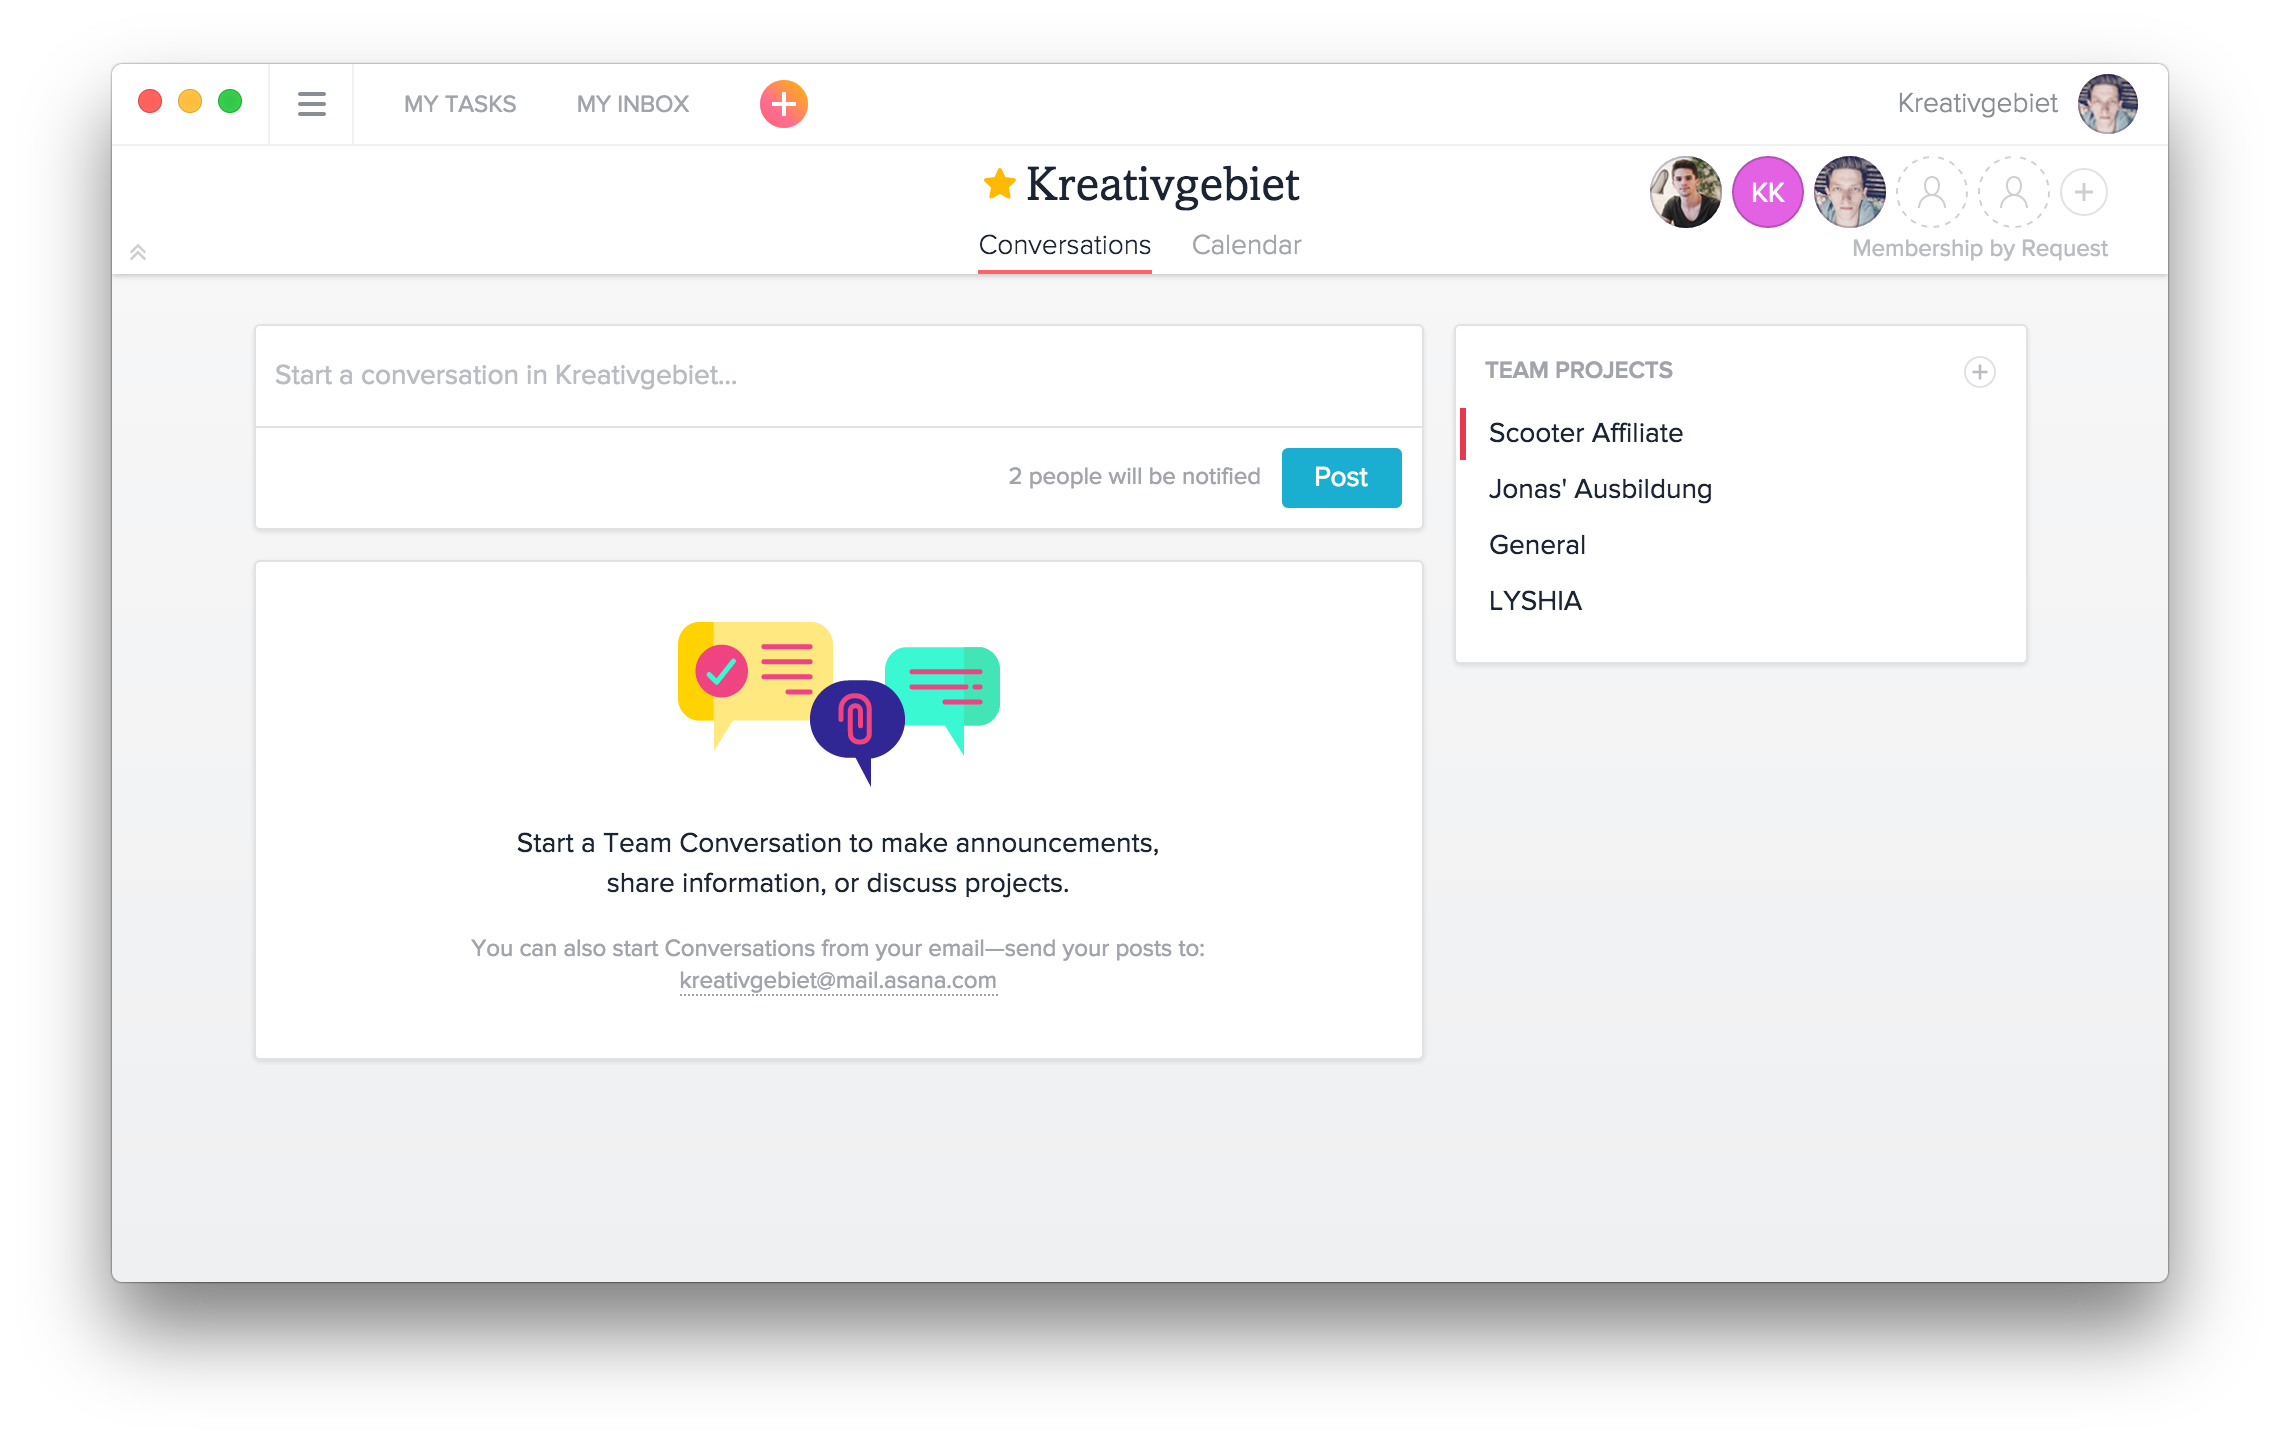 MY TASKS
MY INBOX
Kreativgebiet
Kreativgebiet
KK
Conversations
Calendar
Membership by Request
Start a conversation in Kreativgebiet...
2 people will be notified
Post
Start a Team Conversation to make announcements,
share information, or discuss projects.
You can also start Conversations from your email—send your posts to:
kreativgebiet@mail.asana.com
TEAM PROJECTS
Scooter Affiliate
Jonas' Ausbildung
General
LYSHIA